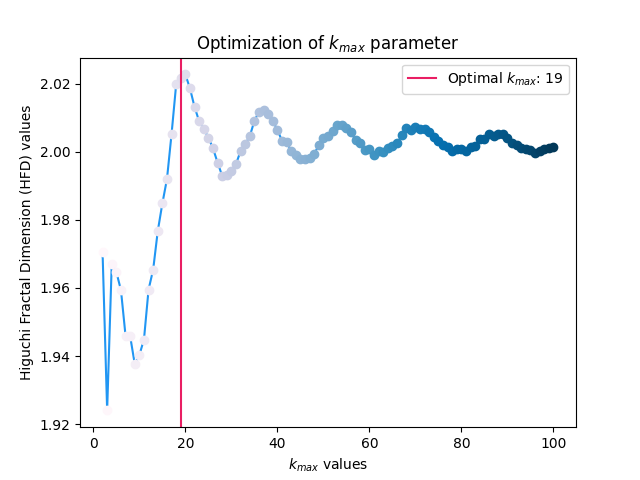 Optimization of k_max parameter
Optimal k_max: 19
Higuchi Fractal Dimension (HFD) values
2.02
2.00
1.98
1.96
1.94
1.92
0 20 40 60 80 100
k_max values